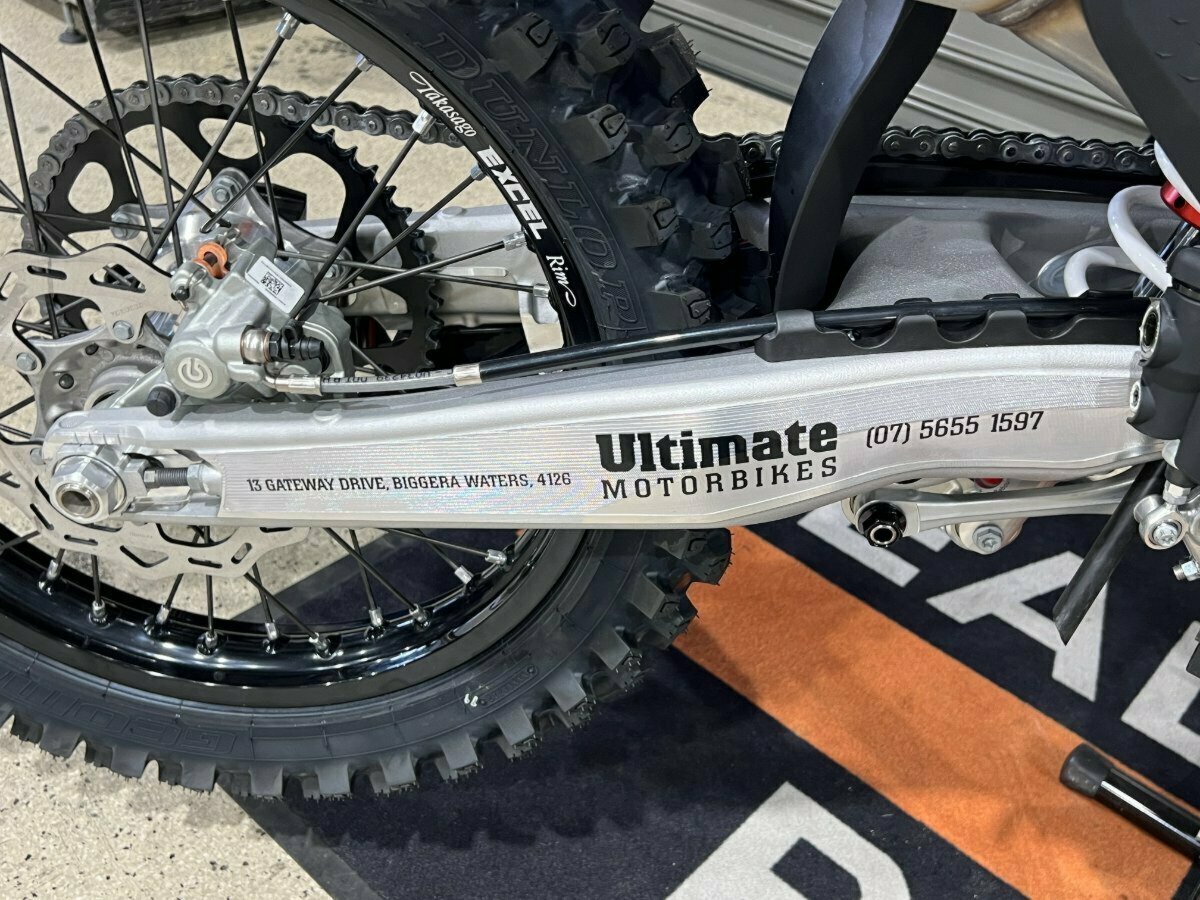 DUNLOP
Takasago
EXCEL
Rim
13 GATEWAY DRIVE, BIGGERA WATERS, 4126
Ultimate
MOTORBIKES
(07) 5655 1597